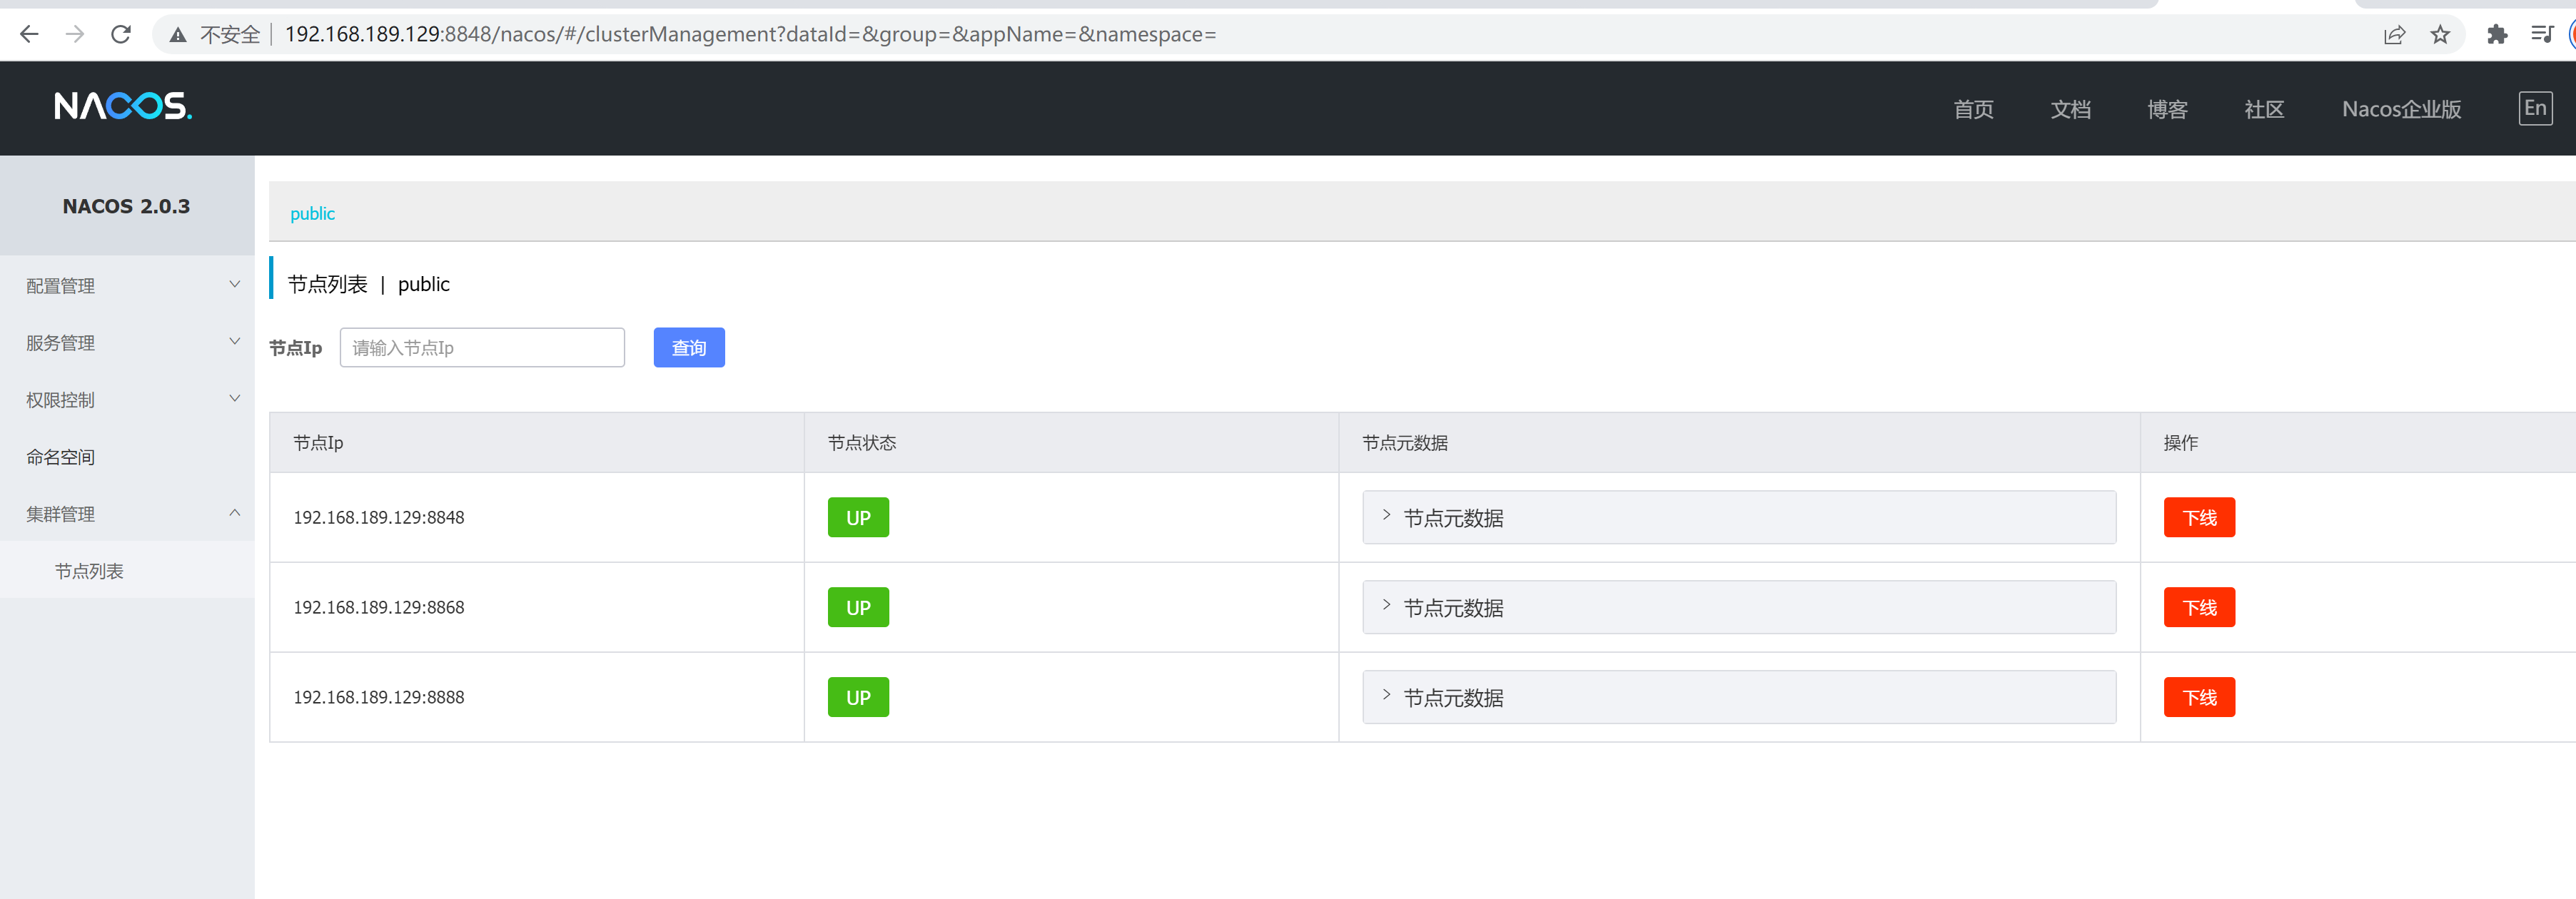 不安全 192.168.189.129:8848/nacos/#/clusterManagement?dataId=&group=&appName=&namespace=
NACOS. 首页 文档 博客 社区 Nacos企业版 En
NACOS 2.0.3
配置管理
服务管理
权限控制
命名空间
集群管理
节点列表
public
节点列表 | public
节点Ip 请输入节点Ip 查询
节点Ip 节点状态 节点元数据 操作
192.168.189.129:8848 UP 节点元数据 下线
192.168.189.129:8868 UP 节点元数据 下线
192.168.189.129:8888 UP 节点元数据 下线